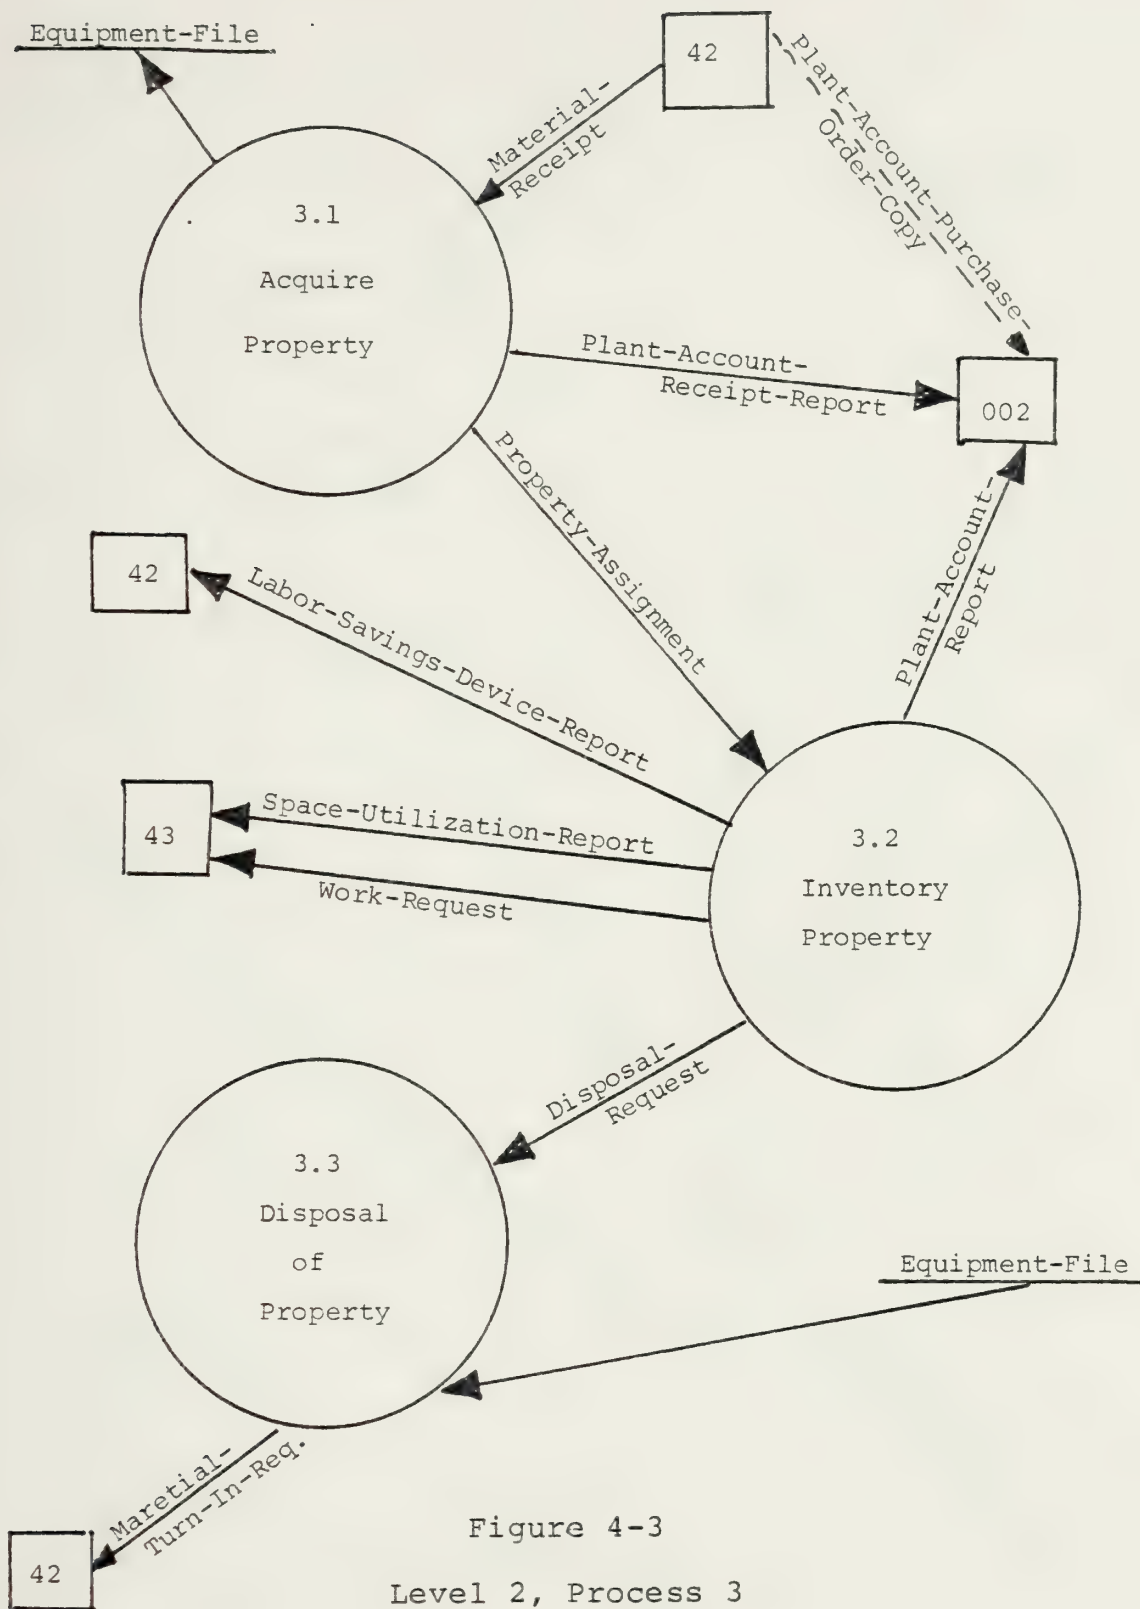 Equipment-File
42
Material-
Receipt
Plant-Account-Purchase-
Order-Copy
3.1
Acquire
Property
Plant-Account-
Receipt-Report
002
Property-Assignment
Plant-Account-
Report
42
Labor-Savings-Device-Report
43
Space-Utilization-Report
Work-Request
3.2
Inventory
Property
Disposal-
Request
3.3
Disposal
of
Property
Equipment-File
Maretial-
Turn-In-Req.
42
Figure 4-3
Level 2, Process 3